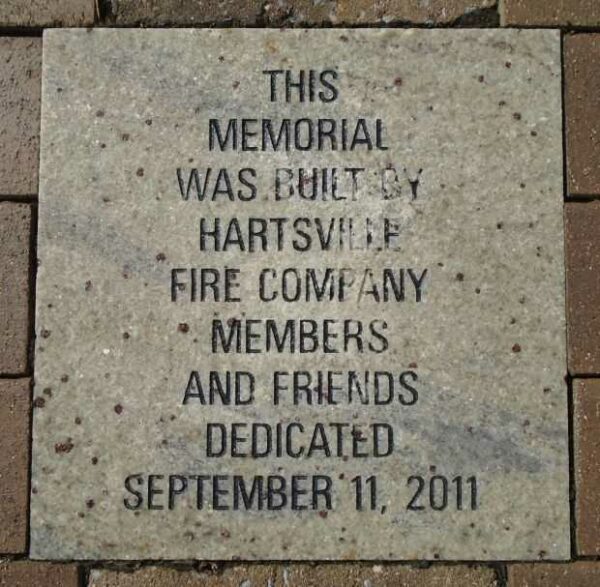 THIS
MEMORIAL
WAS BUILT BY
HARTSVILLE
FIRE COMPANY
MEMBERS
AND FRIENDS
DEDICATED
SEPTEMBER 11, 2011